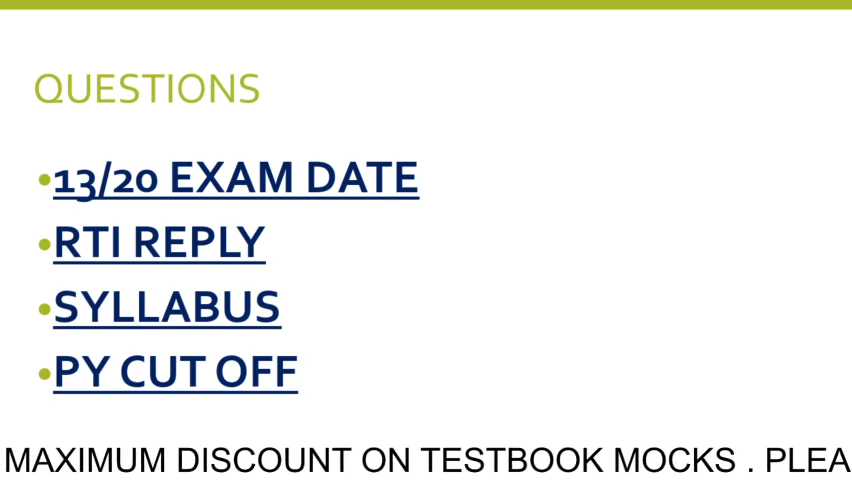 QUESTIONS
•13/20 EXAM DATE
•RTI REPLY
•SYLLABUS
•PY CUT OFF
MAXIMUM DISCOUNT ON TESTBOOK MOCKS . PLEA